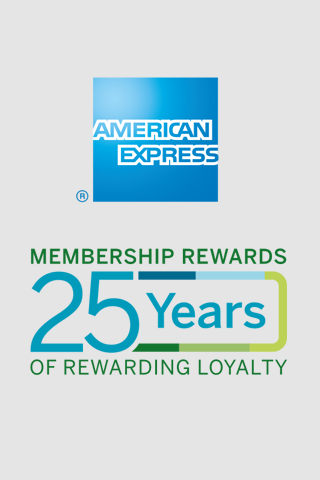 AMERICAN
EXPRESS
®
MEMBERSHIP REWARDS
25 Years
OF REWARDING LOYALTY